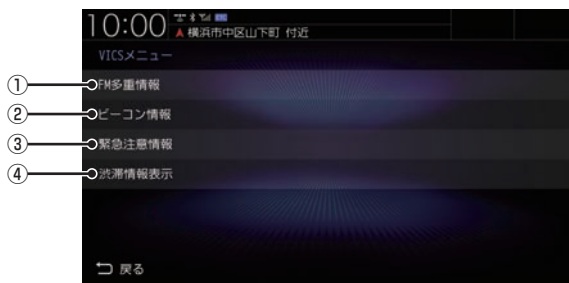 10:00
横浜市中区山下町 付近
VICSメニュー
① FM多重情報
② ビーコン情報
③ 緊急注意情報
④ 渋滞情報表示
戻る